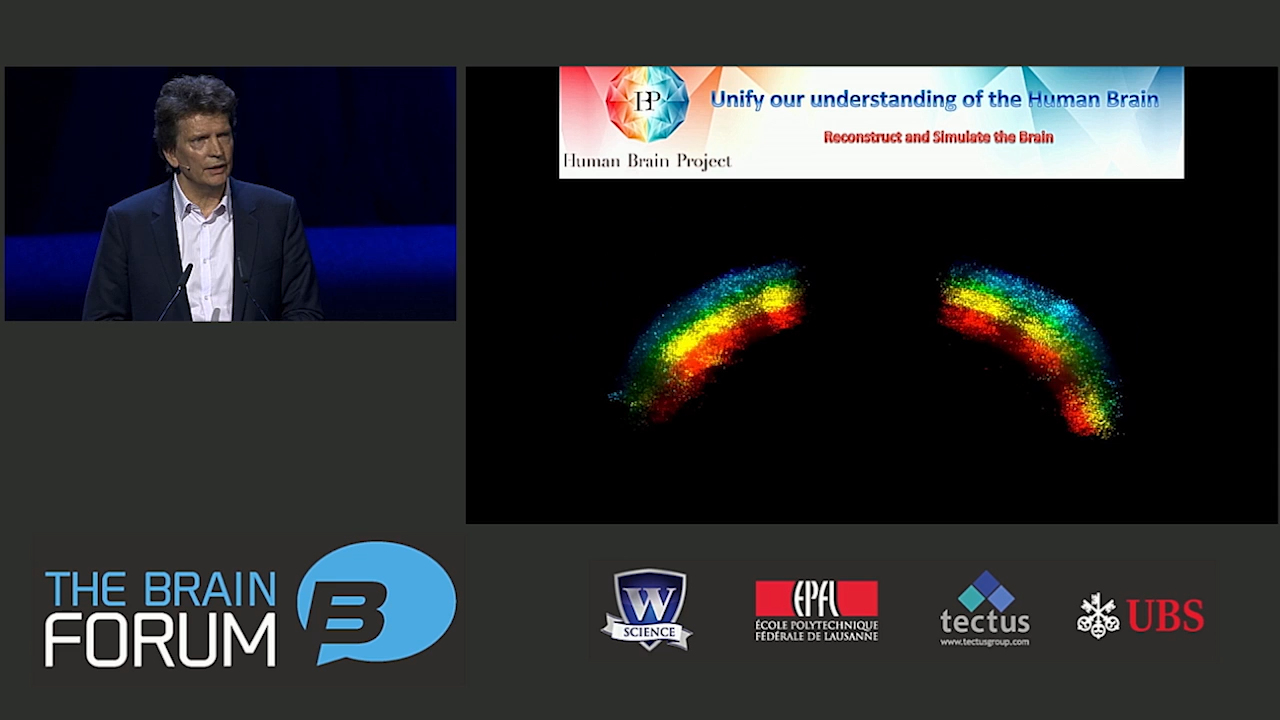 HBP
Unify our understanding of the Human Brain
Reconstruct and Simulate the Brain
Human Brain Project
THE BRAIN
FORUM
B
W
SCIENCE
EPFL
ÉCOLE POLYTECHNIQUE
FÉDÉRALE DE LAUSANNE
tectus
www.tectusgroup.com
UBS